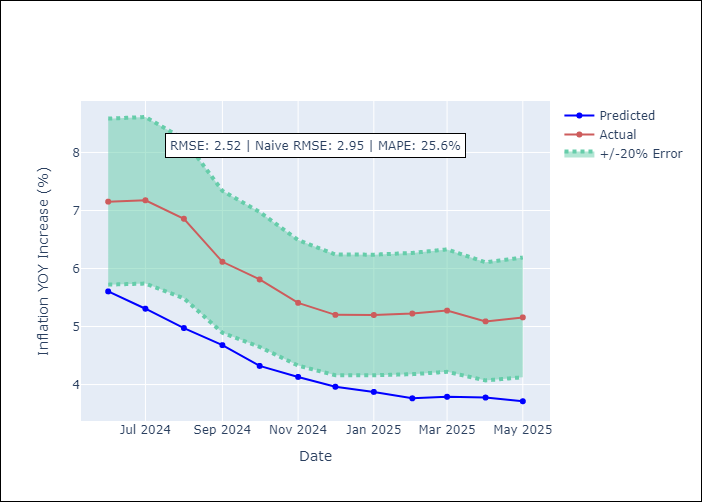 RMSE: 2.52 | Naive RMSE: 2.95 | MAPE: 25.6%
Predicted
Actual
+/-20% Error
Inflation YOY Increase (%)
8
7
6
5
4
Jul 2024
Sep 2024
Nov 2024
Jan 2025
Mar 2025
May 2025
Date